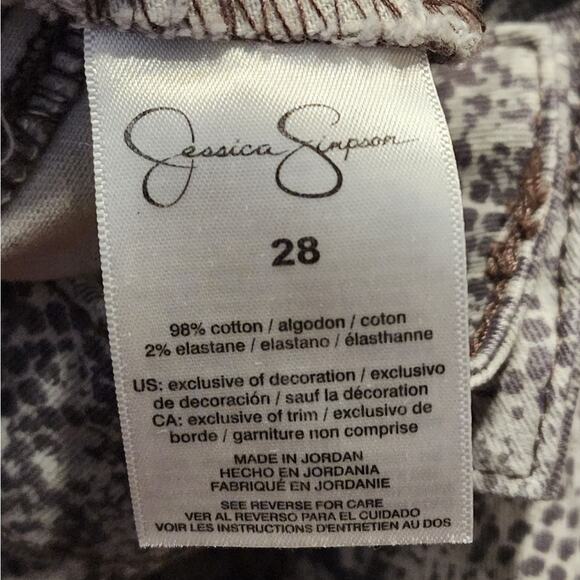 Jessica Simpson
28
98% cotton / algodon / coton
2% elastane / elastano / élasthanne
US: exclusive of decoration / exclusivo
de decoración / sauf la décoration
CA: exclusive of trim / exclusivo de
borde / garniture non comprise
MADE IN JORDAN
HECHO EN JORDANIA
FABRIQUÉ EN JORDANIE
SEE REVERSE FOR CARE
VER AL REVERSO PARA EL CUIDADO
VOIR LES INSTRUCTIONS D'ENTRETIEN AU DOS